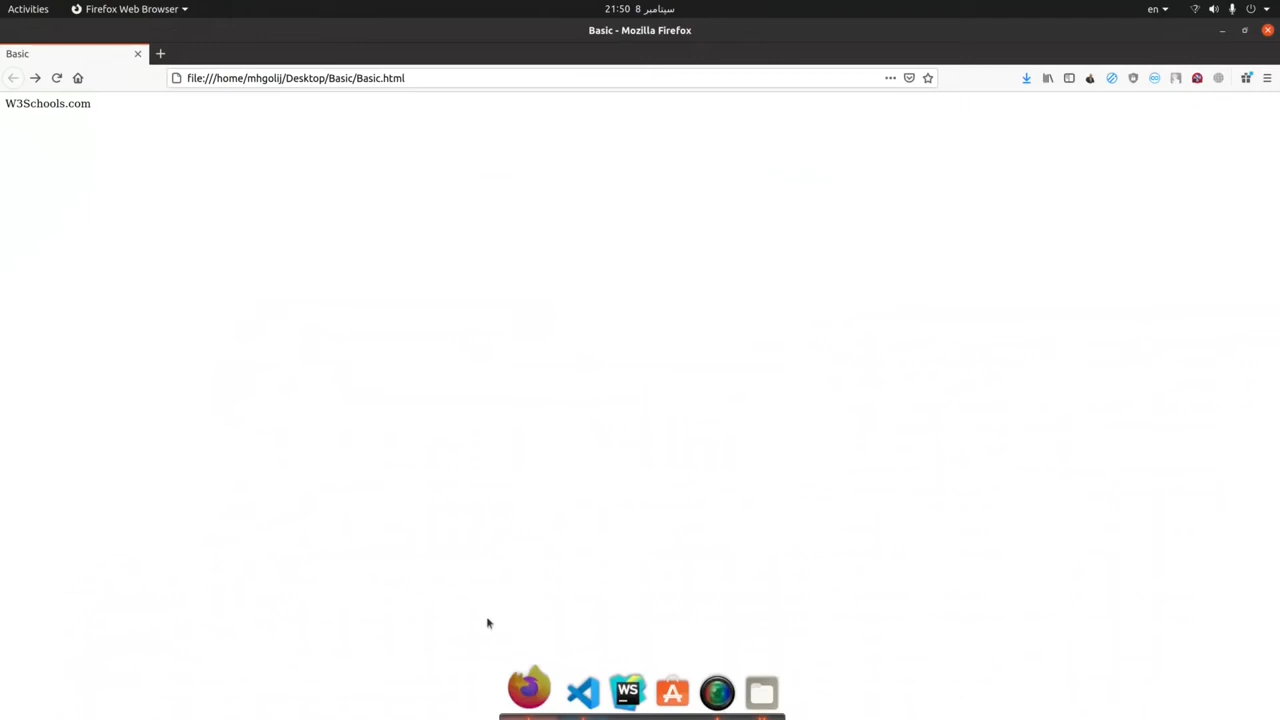 Activities Firefox Web Browser 21:50 8 سپتامبر en
Basic - Mozilla Firefox
Basic
file:///home/mhgolij/Desktop/Basic/Basic.html
W3Schools.com
WS